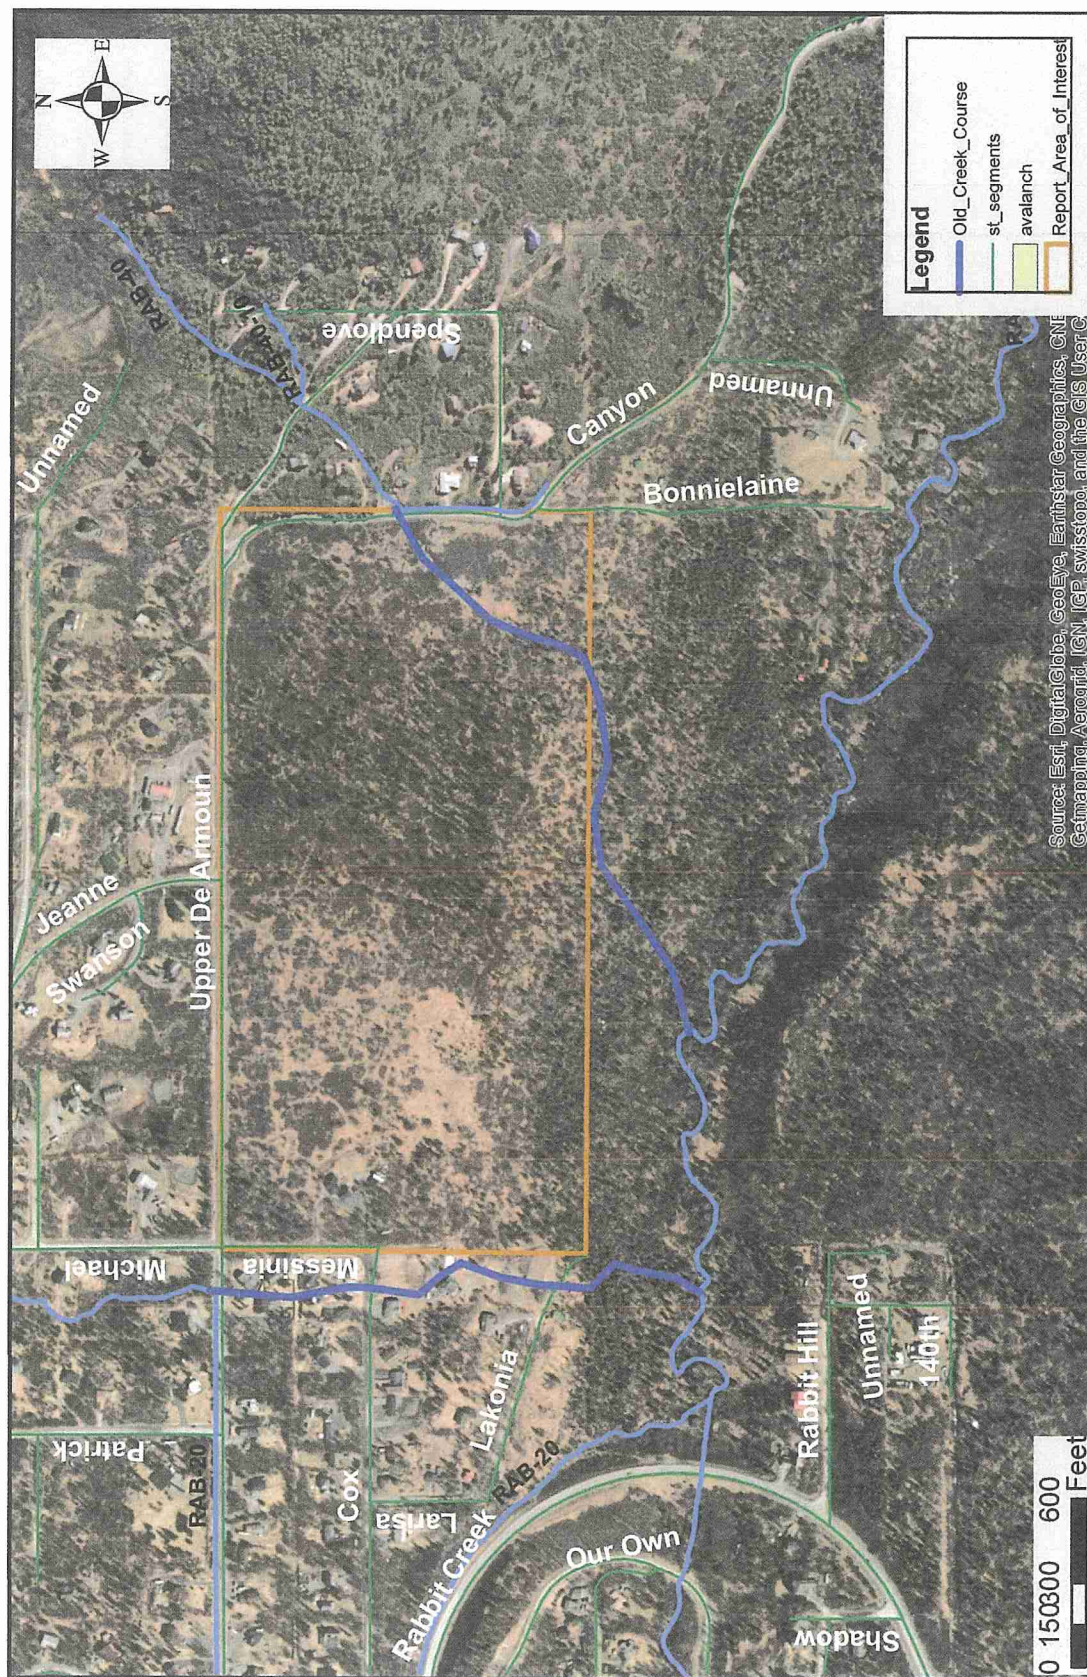 N
W
E
S
Unnamed
RAB-40
RAB-40-10
Spendlove
Canyon
Unnamed
Bonnielaine
Jeanne
Swanson
Upper De Armoun
Michael
Messinia
Patrick
RAB-20
Cox
Larisa
Lakonia
Rabbit Creek
RAB-20
Our Own
Rabbit Hill
Unnamed
140th
Shadow
Legend
Old_Creek_Course
st_segments
avalanch
Report_Area_of_Interest
Source: Esri, DigitalGlobe, GeoEye, Earthstar Geographics,
Getmapping, Aerogrid, IGN, IGP, swisstopo, and the GIS User
0 150300 600
Feet